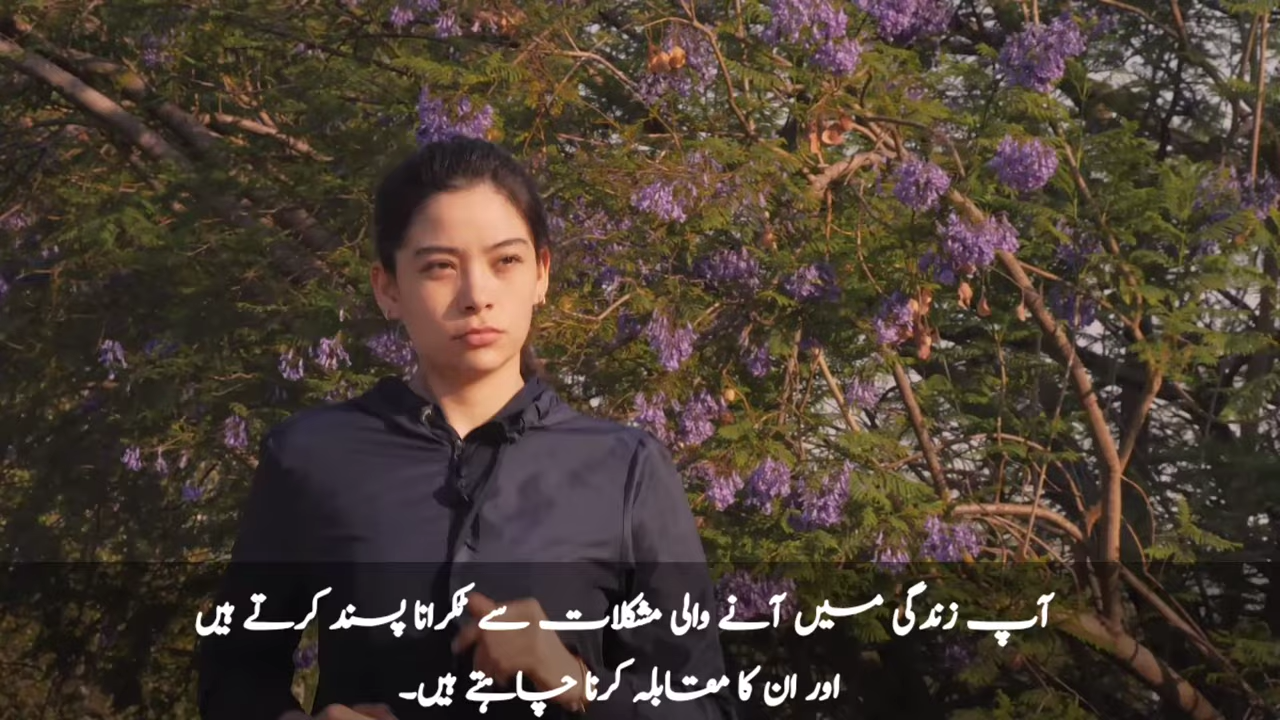 آپ زندگی میں آنے والی مشکلات سے ٹکرانا پسند کرتے ہیں
اور ان کا مقابلہ کرنا چاہتے ہیں۔